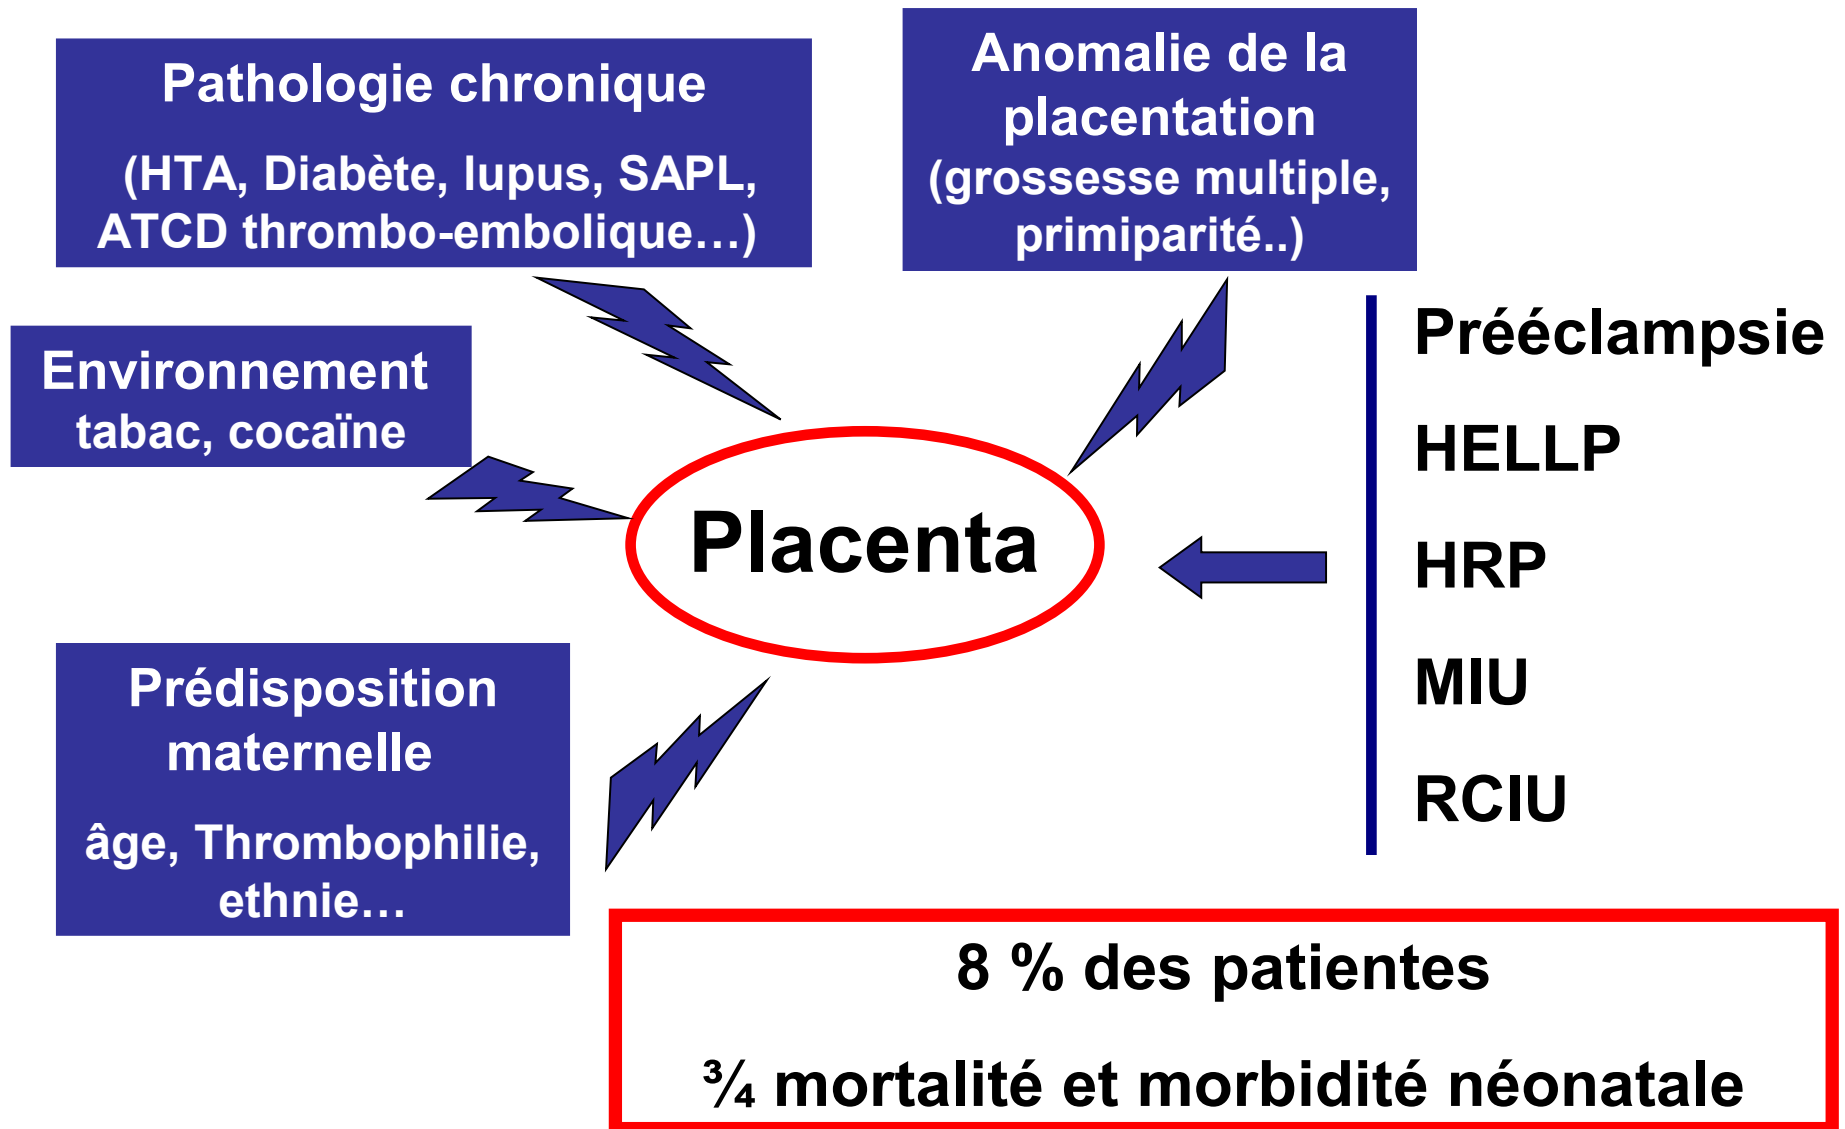 Pathologie chronique
(HTA, Diabète, lupus, SAPL,
ATCD thrombo-embolique…)
Anomalie de la
placentation
(grossesse multiple,
primiparité..)
Environnement
tabac, cocaïne
Placenta
Prééclampsie
HELLP
HRP
MIU
RCIU
Prédisposition
maternelle
âge, Thrombophilie,
ethnie…
8 % des patientes
¾ mortalité et morbidité néonatale